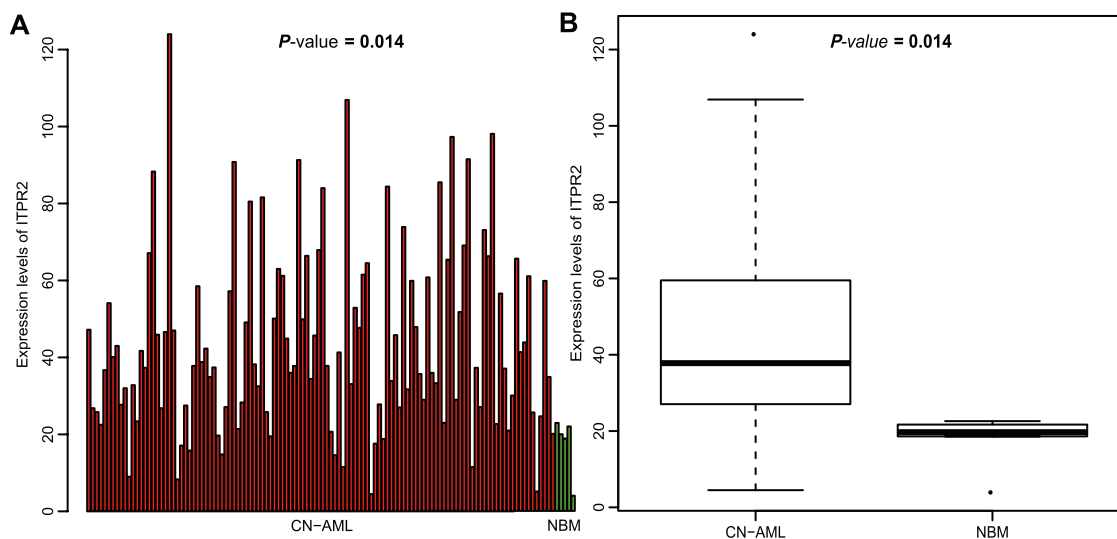 A
P-value = 0.014
Expression levels of ITPR2
120
100
80
60
40
20
0
CN-AML
NBM
B
P-value = 0.014
Expression levels of ITPR2
120
100
80
60
40
20
0
CN-AML
NBM